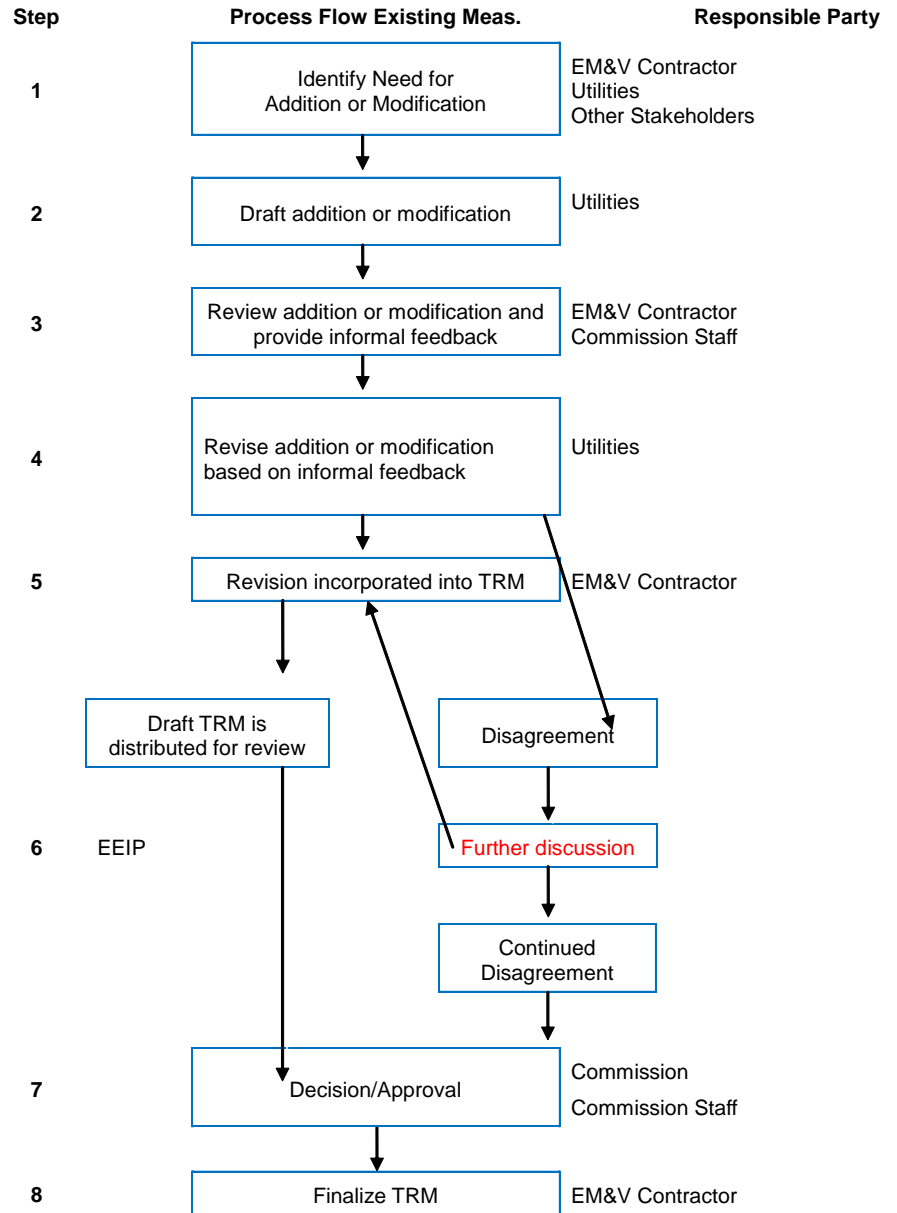 Step Process Flow Existing Meas. Responsible Party
1
Identify Need for
Addition or Modification
EM&V Contractor
Utilities
Other Stakeholders
2
Draft addition or modification
Utilities
3
Review addition or modification and
provide informal feedback
EM&V Contractor
Commission Staff
4
Revise addition or modification
based on informal feedback
Utilities
5
Revision incorporated into TRM
EM&V Contractor
Draft TRM is
distributed for review
Disagreement
6
EEIP
Further discussion
Continued
Disagreement
7
Decision/Approval
Commission
Commission Staff
8
Finalize TRM
EM&V Contractor